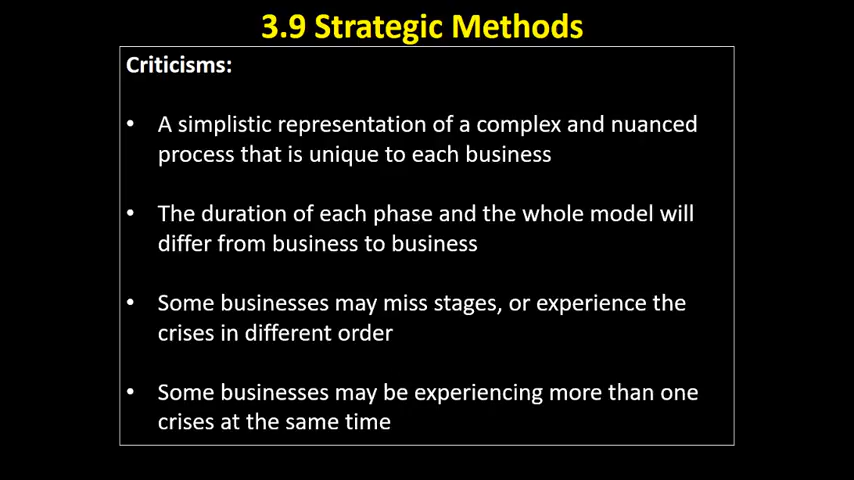 3.9 Strategic Methods
Criticisms:
• A simplistic representation of a complex and nuanced
process that is unique to each business
• The duration of each phase and the whole model will
differ from business to business
• Some businesses may miss stages, or experience the
crises in different order
• Some businesses may be experiencing more than one
crises at the same time